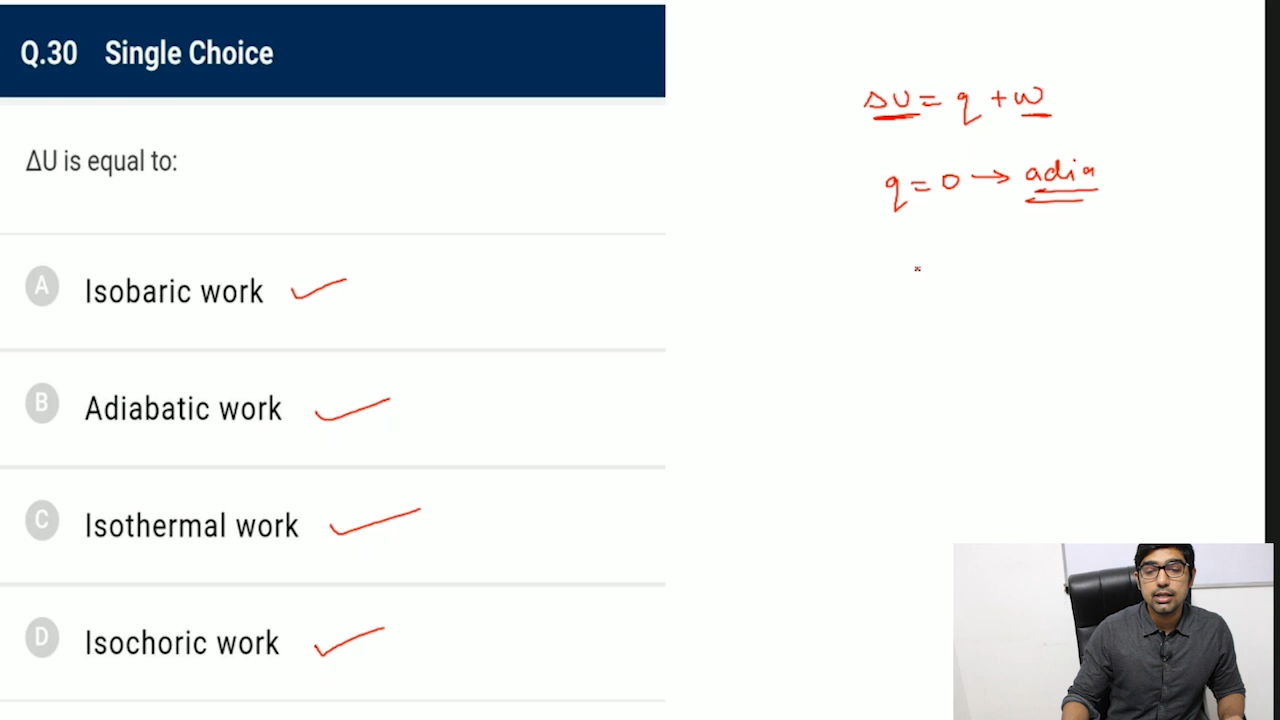 Q.30 Single Choice
ΔU is equal to:
A Isobaric work
B Adiabatic work
C Isothermal work
D Isochoric work
ΔU = q + w
q = 0 → adia